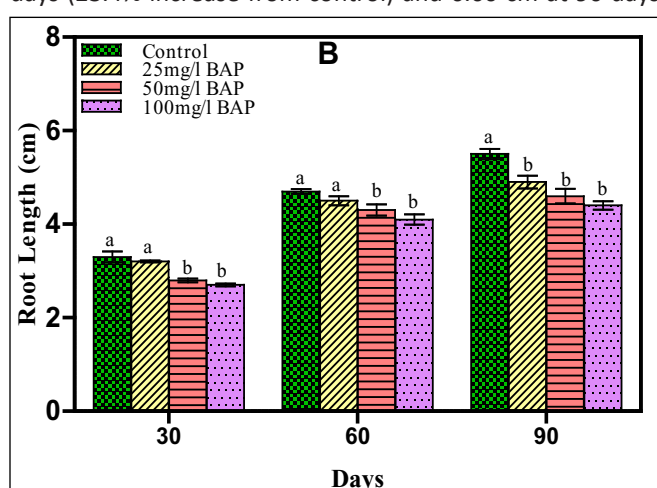 B
Control
25mg/l BAP
50mg/l BAP
100mg/l BAP
Root Length (cm)
8
6
4
2
0
a a b b
a a b b
a b b b
30 60 90
Days